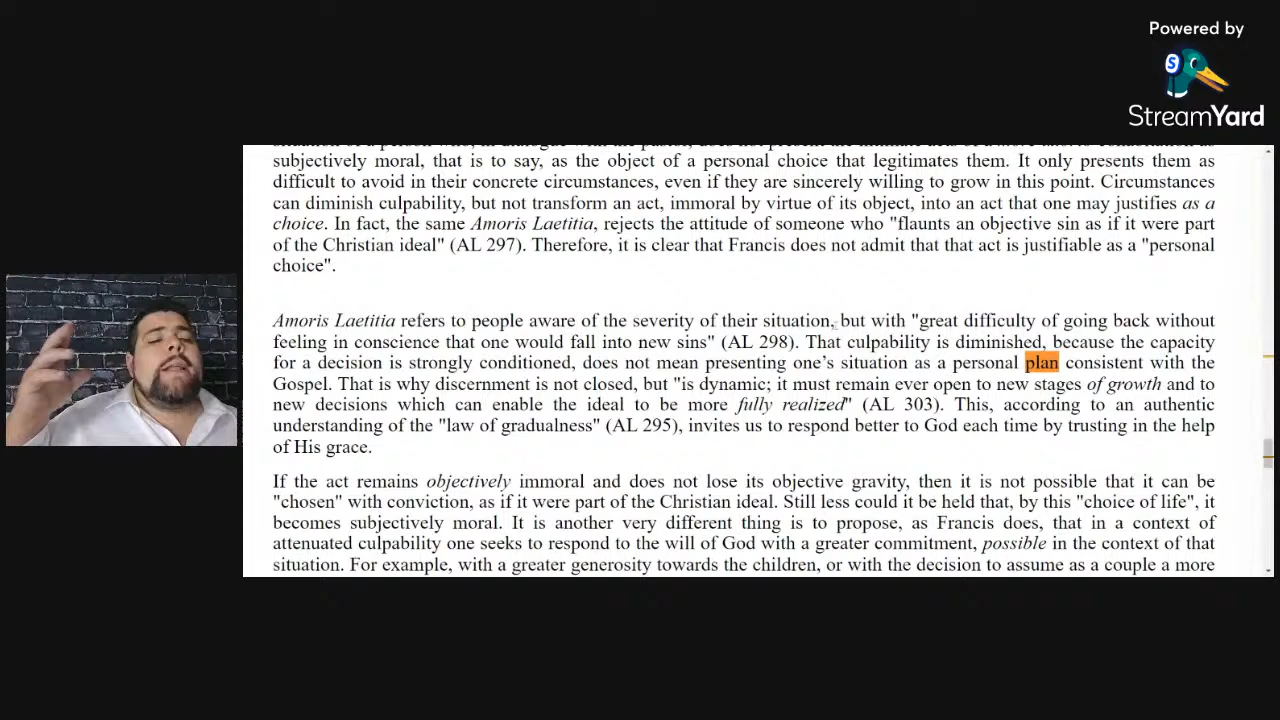 Powered by
S
StreamYard
subjectively moral, that is to say, as the object of a personal choice that legitimates them. It only presents them as
difficult to avoid in their concrete circumstances, even if they are sincerely willing to grow in this point. Circumstances
can diminish culpability, but not transform an act, immoral by virtue of its object, into an act that one may justifies as a
choice. In fact, the same Amoris Laetitia, rejects the attitude of someone who "flaunts an objective sin as if it were part
of the Christian ideal" (AL 297). Therefore, it is clear that Francis does not admit that that act is justifiable as a "personal
choice".
Amoris Laetitia refers to people aware of the severity of their situation, but with "great difficulty of going back without
feeling in conscience that one would fall into new sins" (AL 298). That culpability is diminished, because the capacity
for a decision is strongly conditioned, does not mean presenting one’s situation as a personal plan consistent with the
Gospel. That is why discernment is not closed, but "is dynamic; it must remain ever open to new stages of growth and to
new decisions which can enable the ideal to be more fully realized" (AL 303). This, according to an authentic
understanding of the "law of gradualness" (AL 295), invites us to respond better to God each time by trusting in the help
of His grace.
If the act remains objectively immoral and does not lose its objective gravity, then it is not possible that it can be
"chosen" with conviction, as if it were part of the Christian ideal. Still less could it be held that, by this "choice of life", it
becomes subjectively moral. It is another very different thing is to propose, as Francis does, that in a context of
attenuated culpability one seeks to respond to the will of God with a greater commitment, possible in the context of that
situation. For example, with a greater generosity towards the children, or with the decision to assume as a couple a more